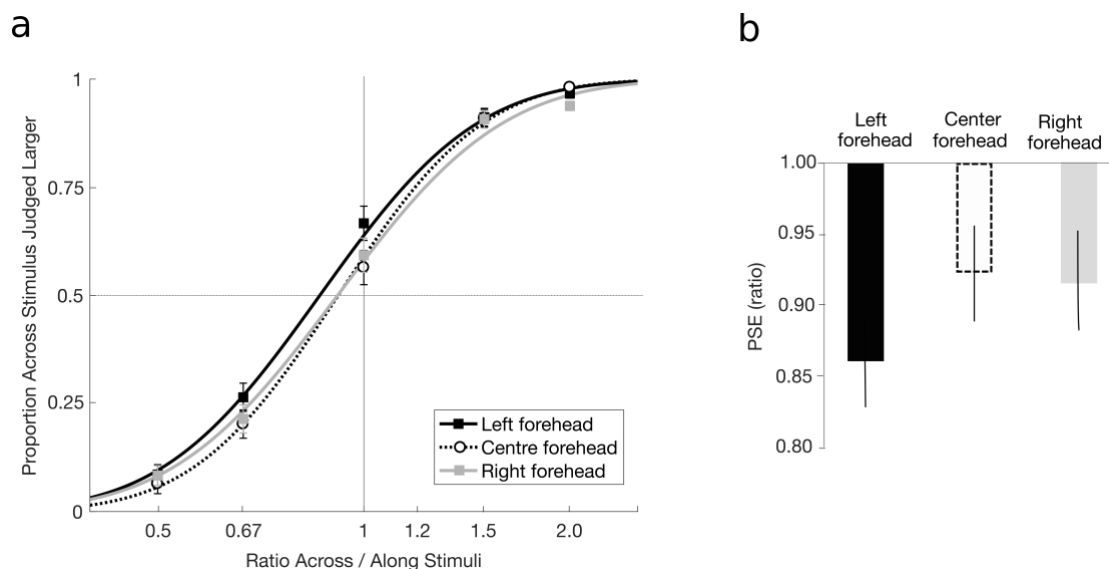 a
Proportion Across Stimulus Judged Larger
1
0.75
0.5
0.25
0
0.5
0.67
1
1.2
1.5
2.0
Ratio Across / Along Stimuli
Left forehead
Centre forehead
Right forehead
b
Left
forehead
Center
forehead
Right
forehead
PSE (ratio)
1.00
0.95
0.90
0.85
0.80